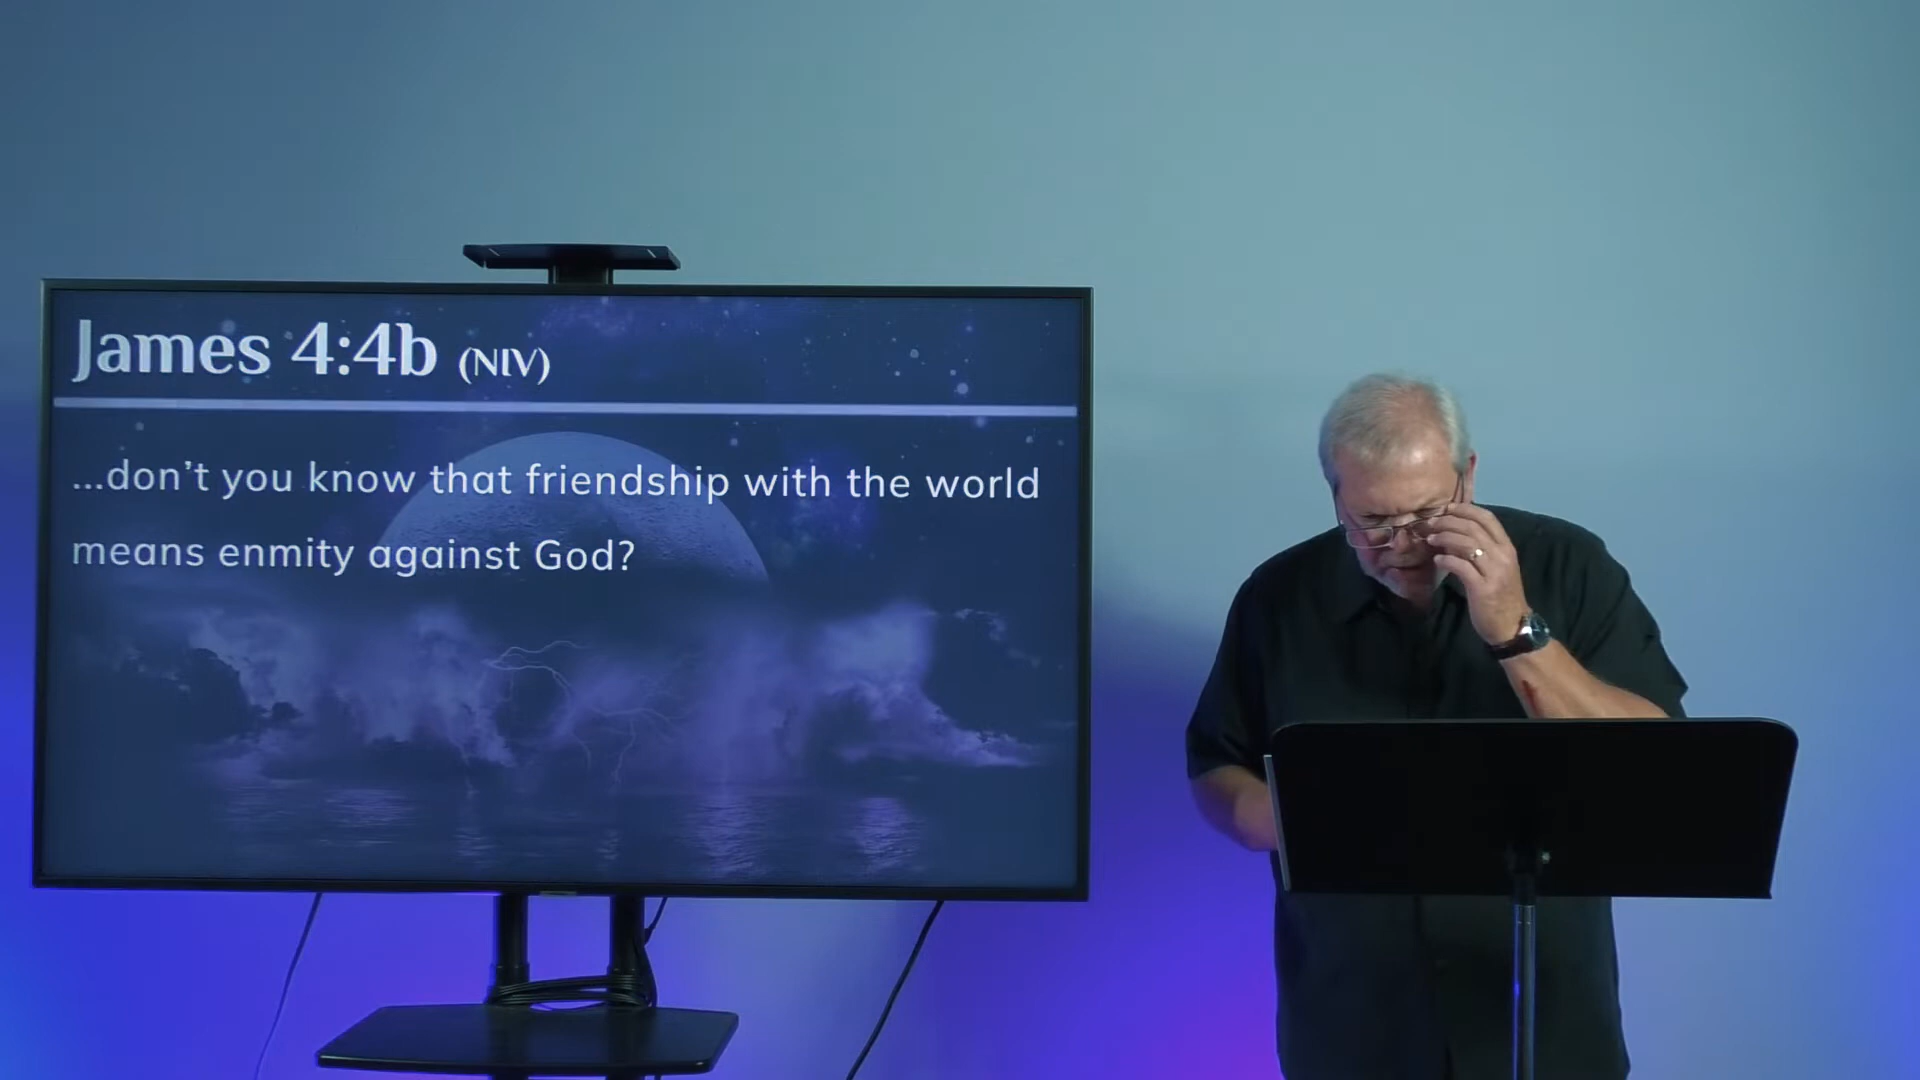 James 4:4b (NIV)
...don't you know that friendship with the world
means enmity against God?